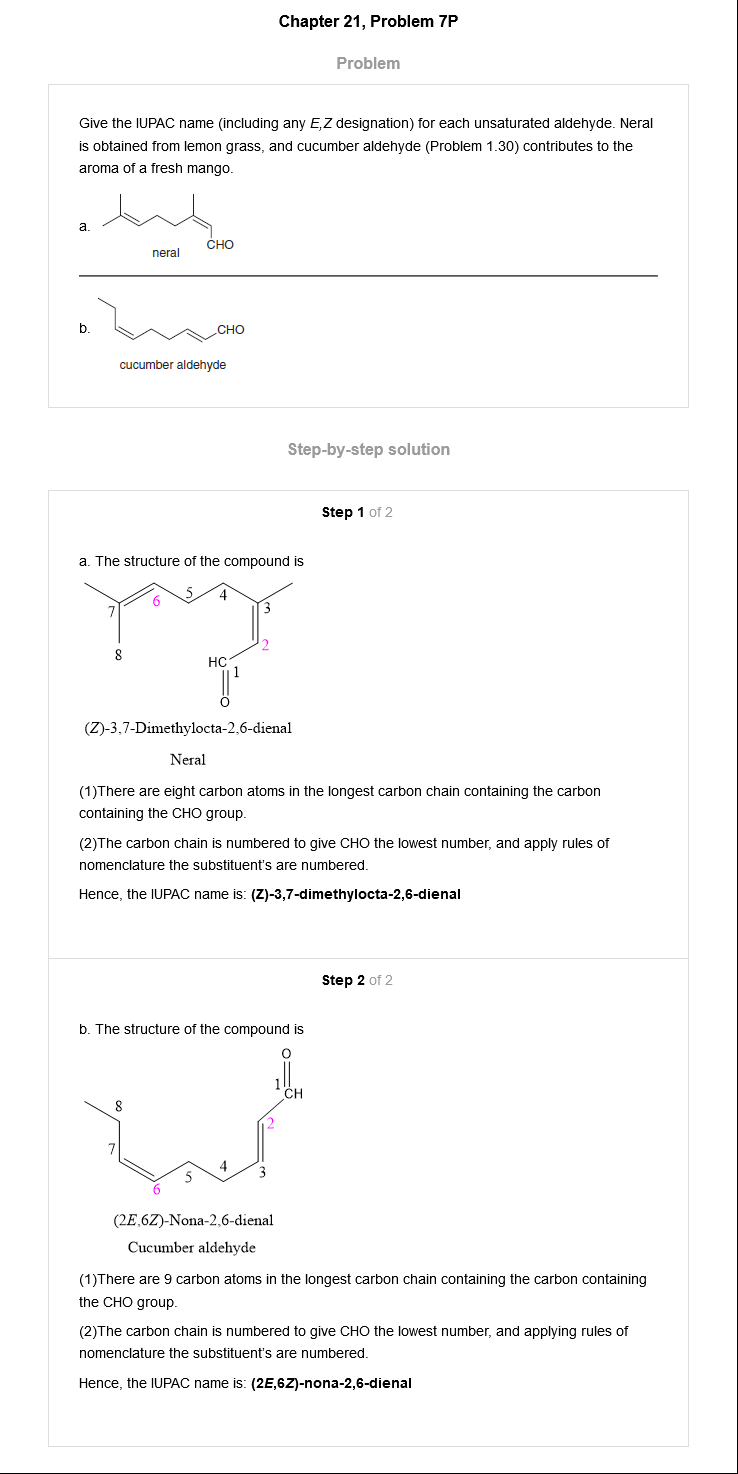 Chapter 21, Problem 7P
Problem
Give the IUPAC name (including any E,Z designation) for each unsaturated aldehyde. Neral
is obtained from lemon grass, and cucumber aldehyde (Problem 1.30) contributes to the
aroma of a fresh mango.
a.
CHO
neral
b.
CHO
cucumber aldehyde
Step-by-step solution
Step 1 of 2
a. The structure of the compound is
7
6
5
4
3
8
2
HC
1
O
(Z)-3,7-Dimethylocta-2,6-dienal
Neral
(1)There are eight carbon atoms in the longest carbon chain containing the carbon
containing the CHO group.
(2)The carbon chain is numbered to give CHO the lowest number, and apply rules of
nomenclature the substituent's are numbered.
Hence, the IUPAC name is: (Z)-3,7-dimethylocta-2,6-dienal
Step 2 of 2
b. The structure of the compound is
O
1
CH
8
2
7
4
3
5
6
(2E,6Z)-Nona-2,6-dienal
Cucumber aldehyde
(1)There are 9 carbon atoms in the longest carbon chain containing the carbon containing
the CHO group.
(2)The carbon chain is numbered to give CHO the lowest number, and applying rules of
nomenclature the substituent's are numbered.
Hence, the IUPAC name is: (2E,6Z)-nona-2,6-dienal